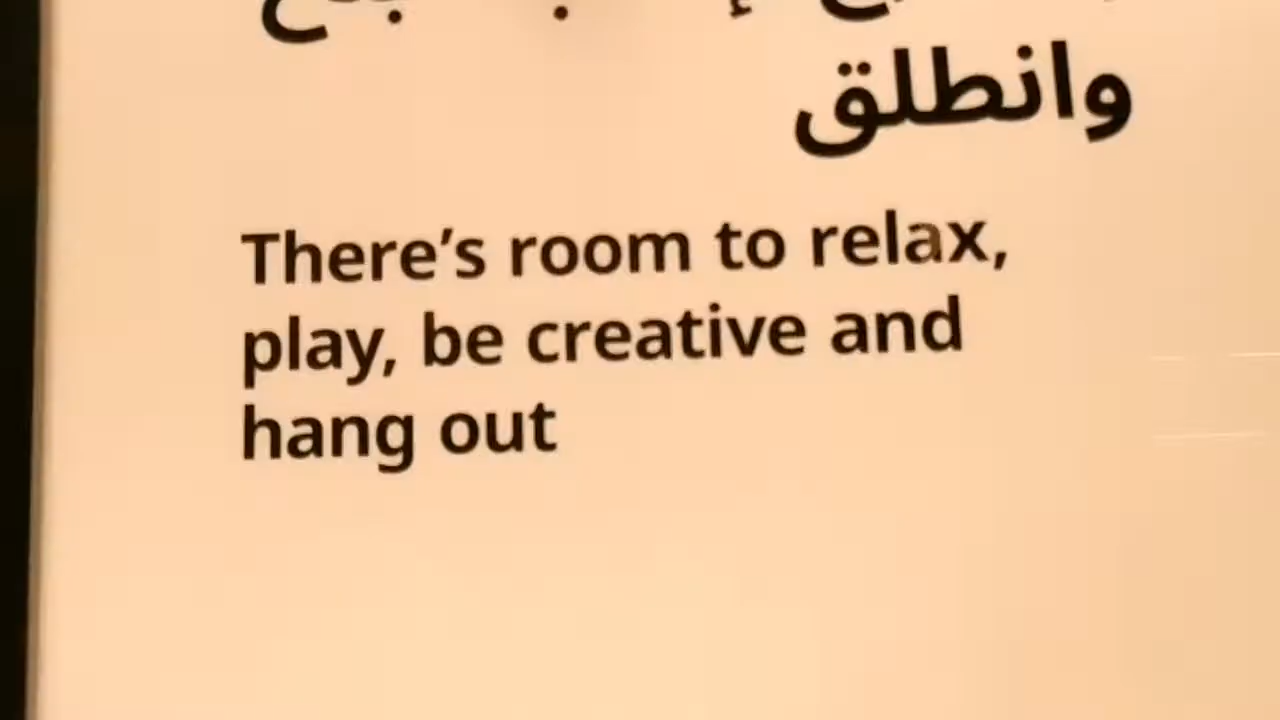 وانطلق
There's room to relax,
play, be creative and
hang out